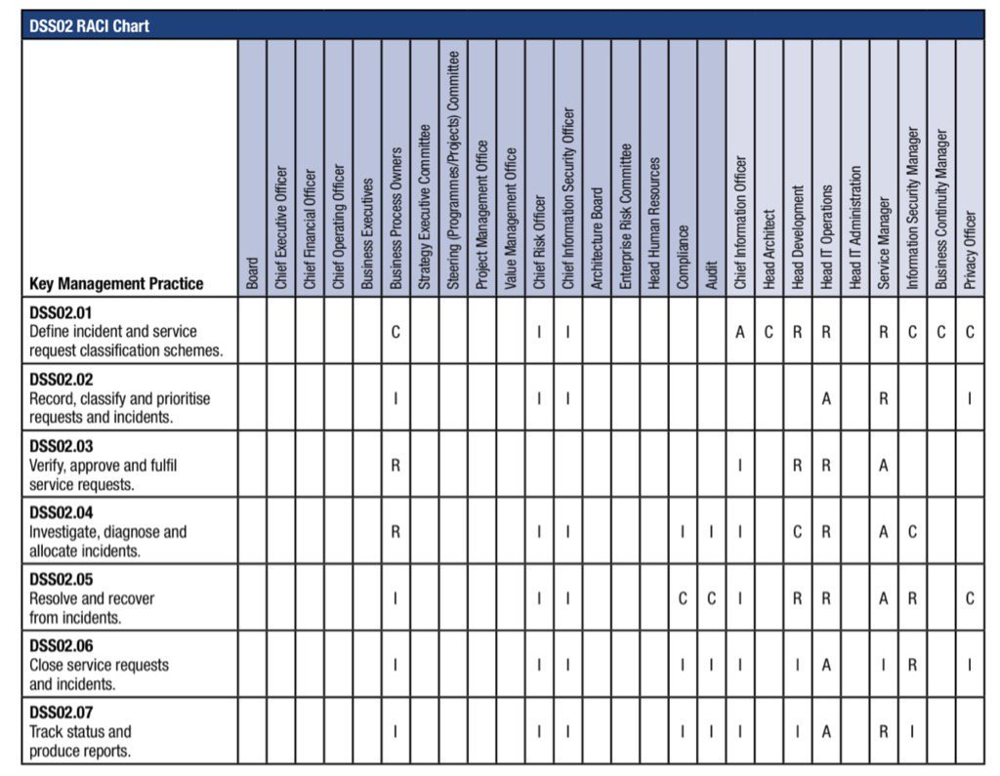 DSS02 RACI Chart
Key Management Practice
Board
Chief Executive Officer
Chief Financial Officer
Chief Operating Officer
Business Executives
Business Process Owners
Strategy Executive Committee
Steering (Programmes/Projects) Committee
Project Management Office
Value Management Office
Chief Risk Officer
Chief Information Security Officer
Architecture Board
Enterprise Risk Committee
Head Human Resources
Compliance
Audit
Chief Information Officer
Head Architect
Head Development
Head IT Operations
Head IT Administration
Service Manager
Information Security Manager
Business Continuity Manager
Privacy Officer
DSS02.01
Define incident and service
request classification schemes.
C I I A C R R R C C C
DSS02.02
Record, classify and prioritise
requests and incidents.
I I I A R I
DSS02.03
Verify, approve and fulfil
service requests.
R I R R A
DSS02.04
Investigate, diagnose and
allocate incidents.
R I I I I I C R A C
DSS02.05
Resolve and recover
from incidents.
I I I C C I R R A R C
DSS02.06
Close service requests
and incidents.
I I I I I I I A I R I
DSS02.07
Track status and
produce reports.
I I I I I I I A R I